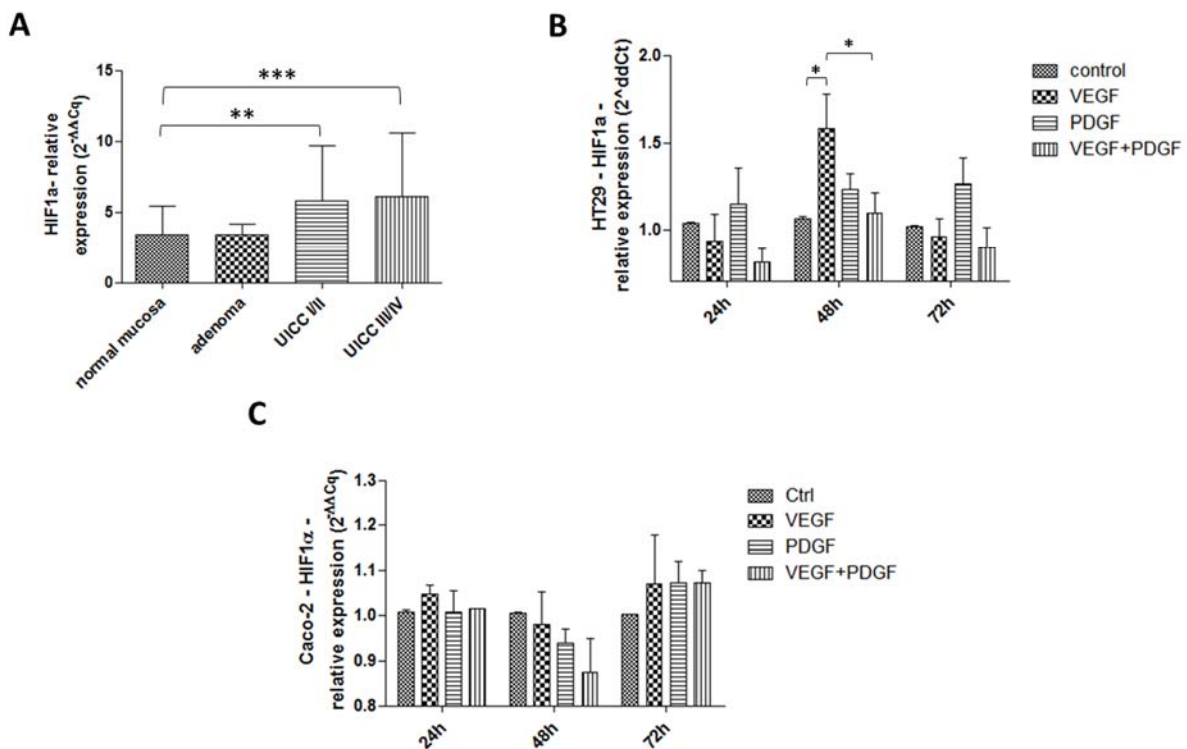 A
HIF1a- relative
expression (2^-ΔΔCq)
15
10
5
0
***
**
normal mucosa
adenoma
UICC I/II
UICC III/IV
B
HT29 - HIF1a -
relative expression (2^ddCt)
2.0
1.5
1.0
*
*
24h
48h
72h
control
VEGF
PDGF
VEGF+PDGF
C
Caco-2 - HIF1α -
relative expression (2^-ΔΔCq)
1.3
1.2
1.1
1.0
0.9
0.8
24h
48h
72h
Ctrl
VEGF
PDGF
VEGF+PDGF